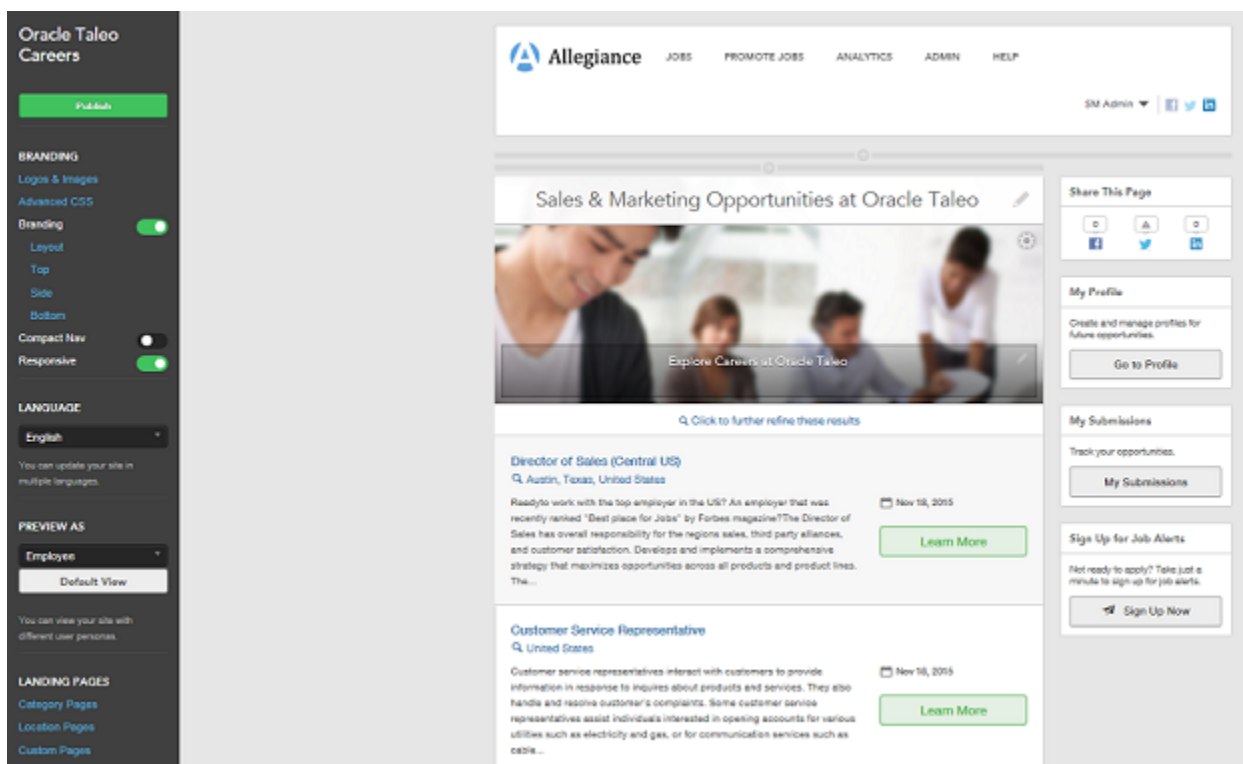 Oracle Taleo
Careers
Publish
BRANDING
Logos & Images
Advanced CSS
Branding
Layout
Top
Side
Bottom
Compact Nav
Responsive
LANGUAGE
English
You can update your site in
multiple languages.
PREVIEW AS
Employee
Default View
You can view your site with
different user personas.
LANDING PAGES
Category Pages
Location Pages
Custom Pages
Allegiance
JOBS
PROMOTE JOBS
ANALYTICS
ADMIN
HELP
SM Admin
Sales & Marketing Opportunities at Oracle Taleo
Explore Careers at Oracle Taleo
Click to further refine these results
Director of Sales (Central US)
Austin, Texas, United States
Readyto work with the top employer in the US? An employer that was
recently ranked "Best place for Jobs" by Forbes magazine?The Director of
Sales has overall responsibility for the regions sales, third party alliances,
and customer satisfaction. Develops and implements a comprehensive
strategy that maximizes opportunities across all products and product lines.
The...
Nov 18, 2015
Learn More
Customer Service Representative
United States
Customer service representatives interact with customers to provide
information in response to inquires about products and services. They also
handle and resolve customer's complaints. Some customer service
representatives assist individuals interested in opening accounts for various
utilities such as electricity and gas, or for communication services such as
cable...
Nov 18, 2015
Learn More
Share This Page
0
0
My Profile
Create and manage profiles for
future opportunities.
Go to Profile
My Submissions
Track your opportunities.
My Submissions
Sign Up for Job Alerts
Not ready to apply? Take just a
minute to sign up for job alerts.
Sign Up Now